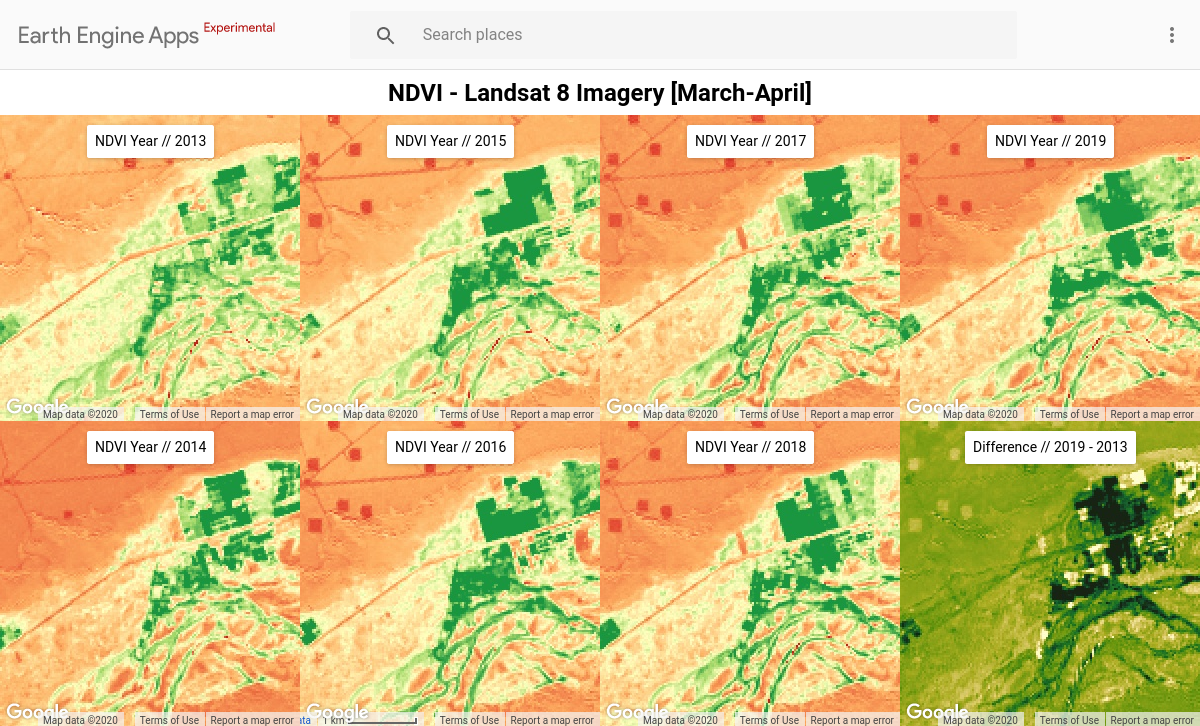 Earth Engine Apps Experimental
Search places
NDVI - Landsat 8 Imagery [March-April]
NDVI Year // 2013
NDVI Year // 2015
NDVI Year // 2017
NDVI Year // 2019
Google Map data ©2020 Terms of Use Report a map error
Google Map data ©2020 Terms of Use Report a map error
Google Map data ©2020 Terms of Use Report a map error
Google Map data ©2020 Terms of Use Report a map error
NDVI Year // 2014
NDVI Year // 2016
NDVI Year // 2018
Difference // 2019 - 2013
Google Map data ©2020 Terms of Use Report a map error
Google 1 km Terms of Use Report a map error
Google Map data ©2020 Terms of Use Report a map error
Google Map data ©2020 Terms of Use Report a map error